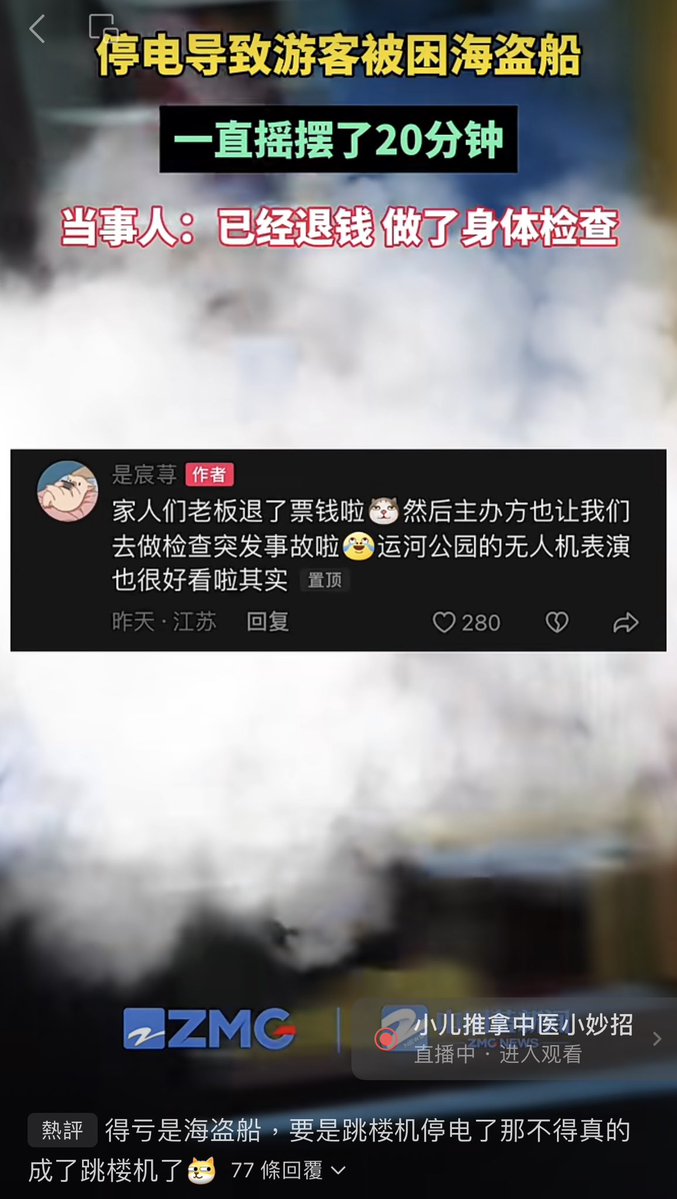 停电导致游客被困海盗船
一直摇摆了20分钟
当事人：已经退钱 做了身体检查
是宸荨 作者
家人们老板退了票钱啦然后主办方也让我们
去做检查突发事故啦运河公园的无人机表演
也很好看啦其实 置顶
昨天·江苏 回复 280
ZMG
小儿推拿中医小妙招
ZMG NEWS
直播中·进入观看
熱評 得亏是海盗船，要是跳楼机停电了那不得真的
成了跳楼机了 77 條回覆